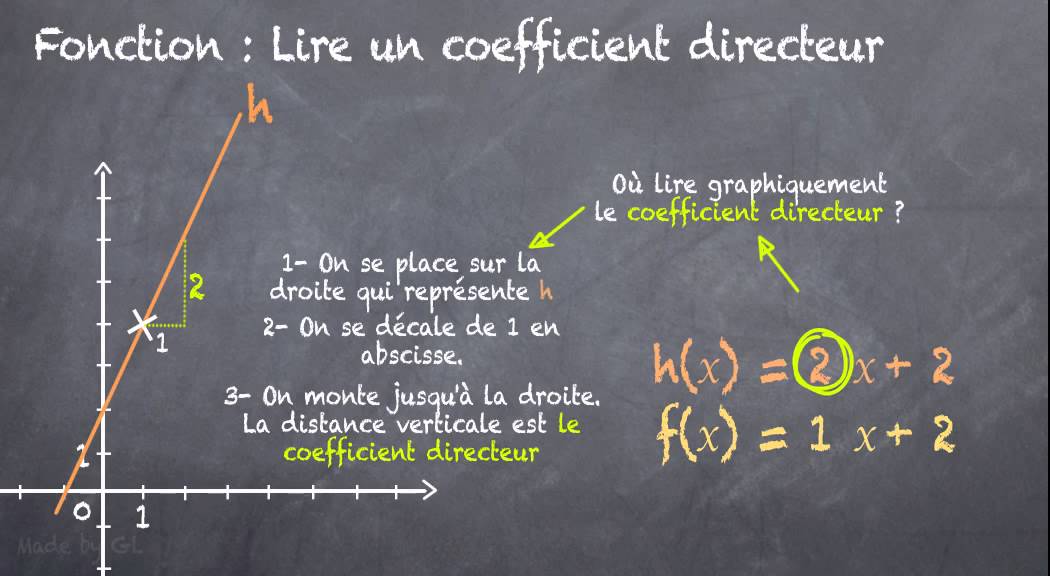 Fonction : Lire un coefficient directeur
h
Où lire graphiquement
le coefficient directeur ?
1- On se place sur la
droite qui représente h
2- On se décale de 1 en
abscisse.
3- On monte jusqu'à la droite.
La distance verticale est le
coefficient directeur
h(x) = 2 x + 2
f(x) = 1 x + 2
2
1
1
0
1
Made by GL